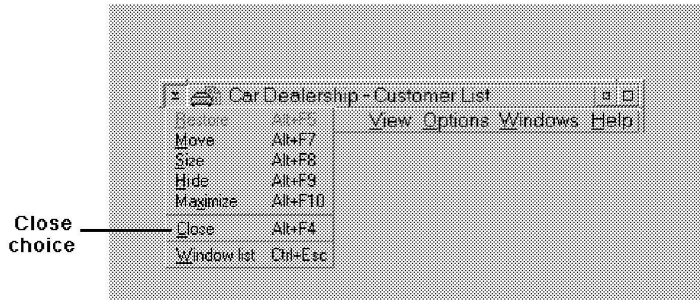 Car Dealership - Customer List
View Options Windows Help
Restore Alt+F5
Move Alt+F7
Size Alt+F8
Hide Alt+F9
Maximize Alt+F10
Close Alt+F4
Window list Ctrl+Esc
Close
choice